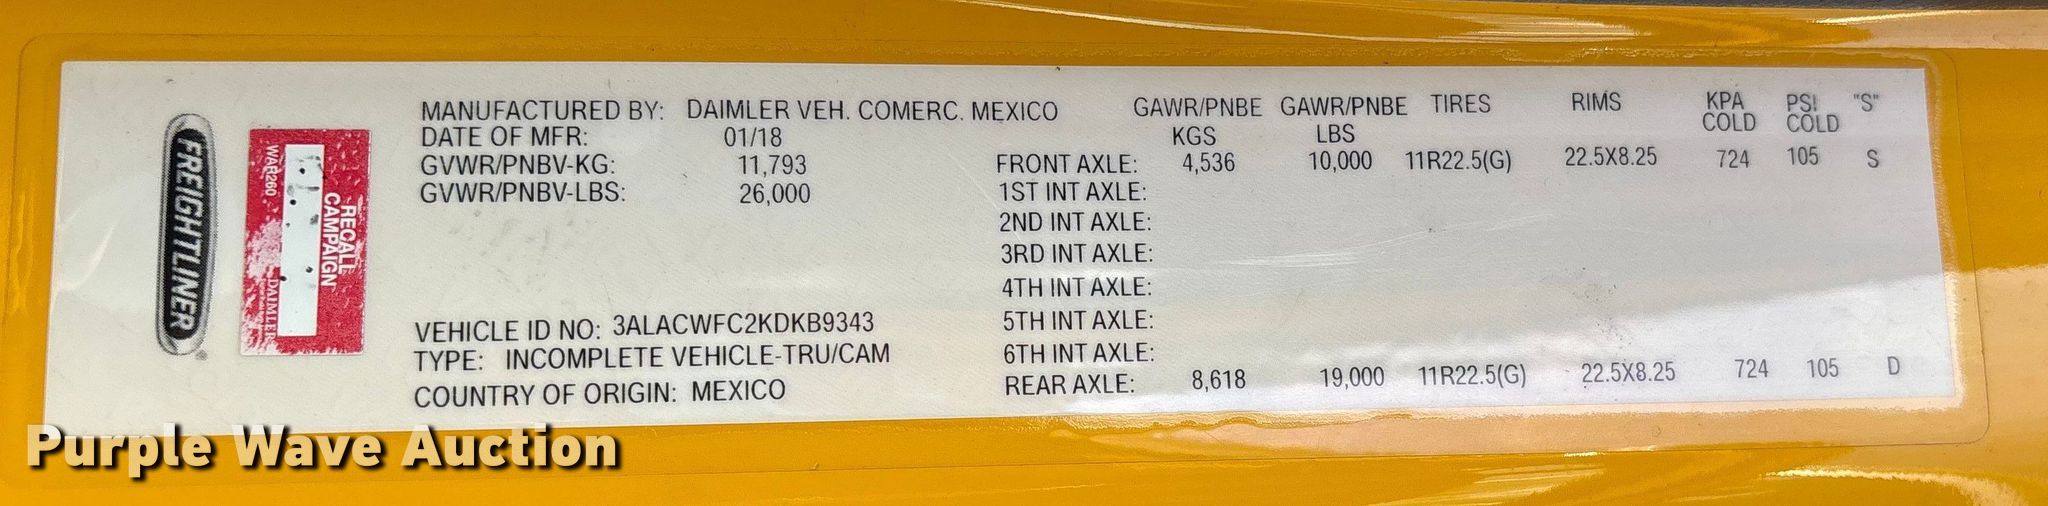 FREIGHTLINER
RECALL
CAMPAIGN
DAIMLER
WAR260
MANUFACTURED BY: DAIMLER VEH. COMERC. MEXICO
DATE OF MFR: 01/18
GVWR/PNBV-KG: 11,793
GVWR/PNBV-LBS: 26,000
VEHICLE ID NO: 3ALACWFC2KDKB9343
TYPE: INCOMPLETE VEHICLE-TRU/CAM
COUNTRY OF ORIGIN: MEXICO
GAWR/PNBE GAWR/PNBE TIRES RIMS KPA PSI "S"
KGS LBS COLD COLD
FRONT AXLE: 4,536 10,000 11R22.5(G) 22.5X8.25 724 105 S
1ST INT AXLE:
2ND INT AXLE:
3RD INT AXLE:
4TH INT AXLE:
5TH INT AXLE:
6TH INT AXLE:
REAR AXLE: 8,618 19,000 11R22.5(G) 22.5X8.25 724 105 D
Purple Wave Auction